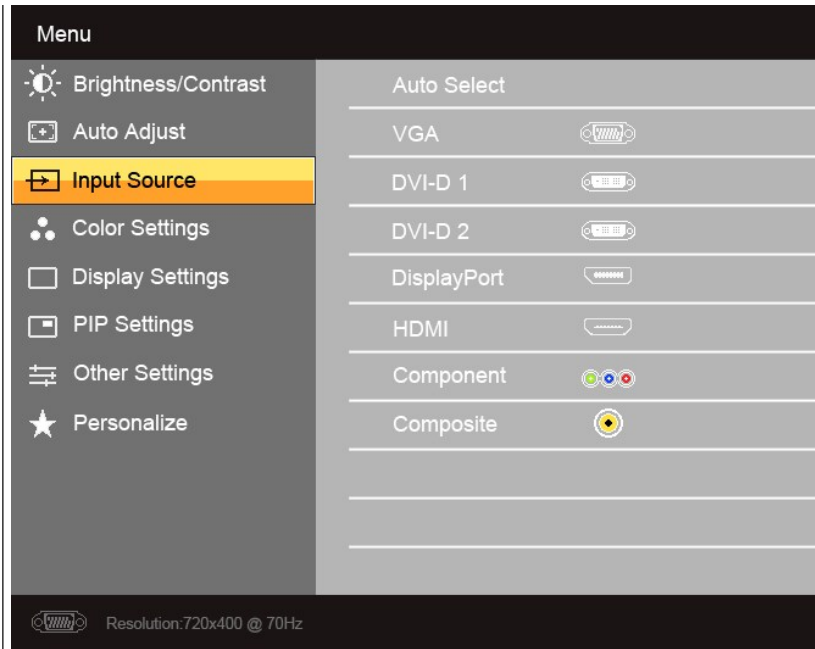 Menu
Brightness/Contrast
Auto Adjust
Input Source
Color Settings
Display Settings
PIP Settings
Other Settings
Personalize
Auto Select
VGA
DVI-D 1
DVI-D 2
DisplayPort
HDMI
Component
Composite
Resolution:720x400 @ 70Hz